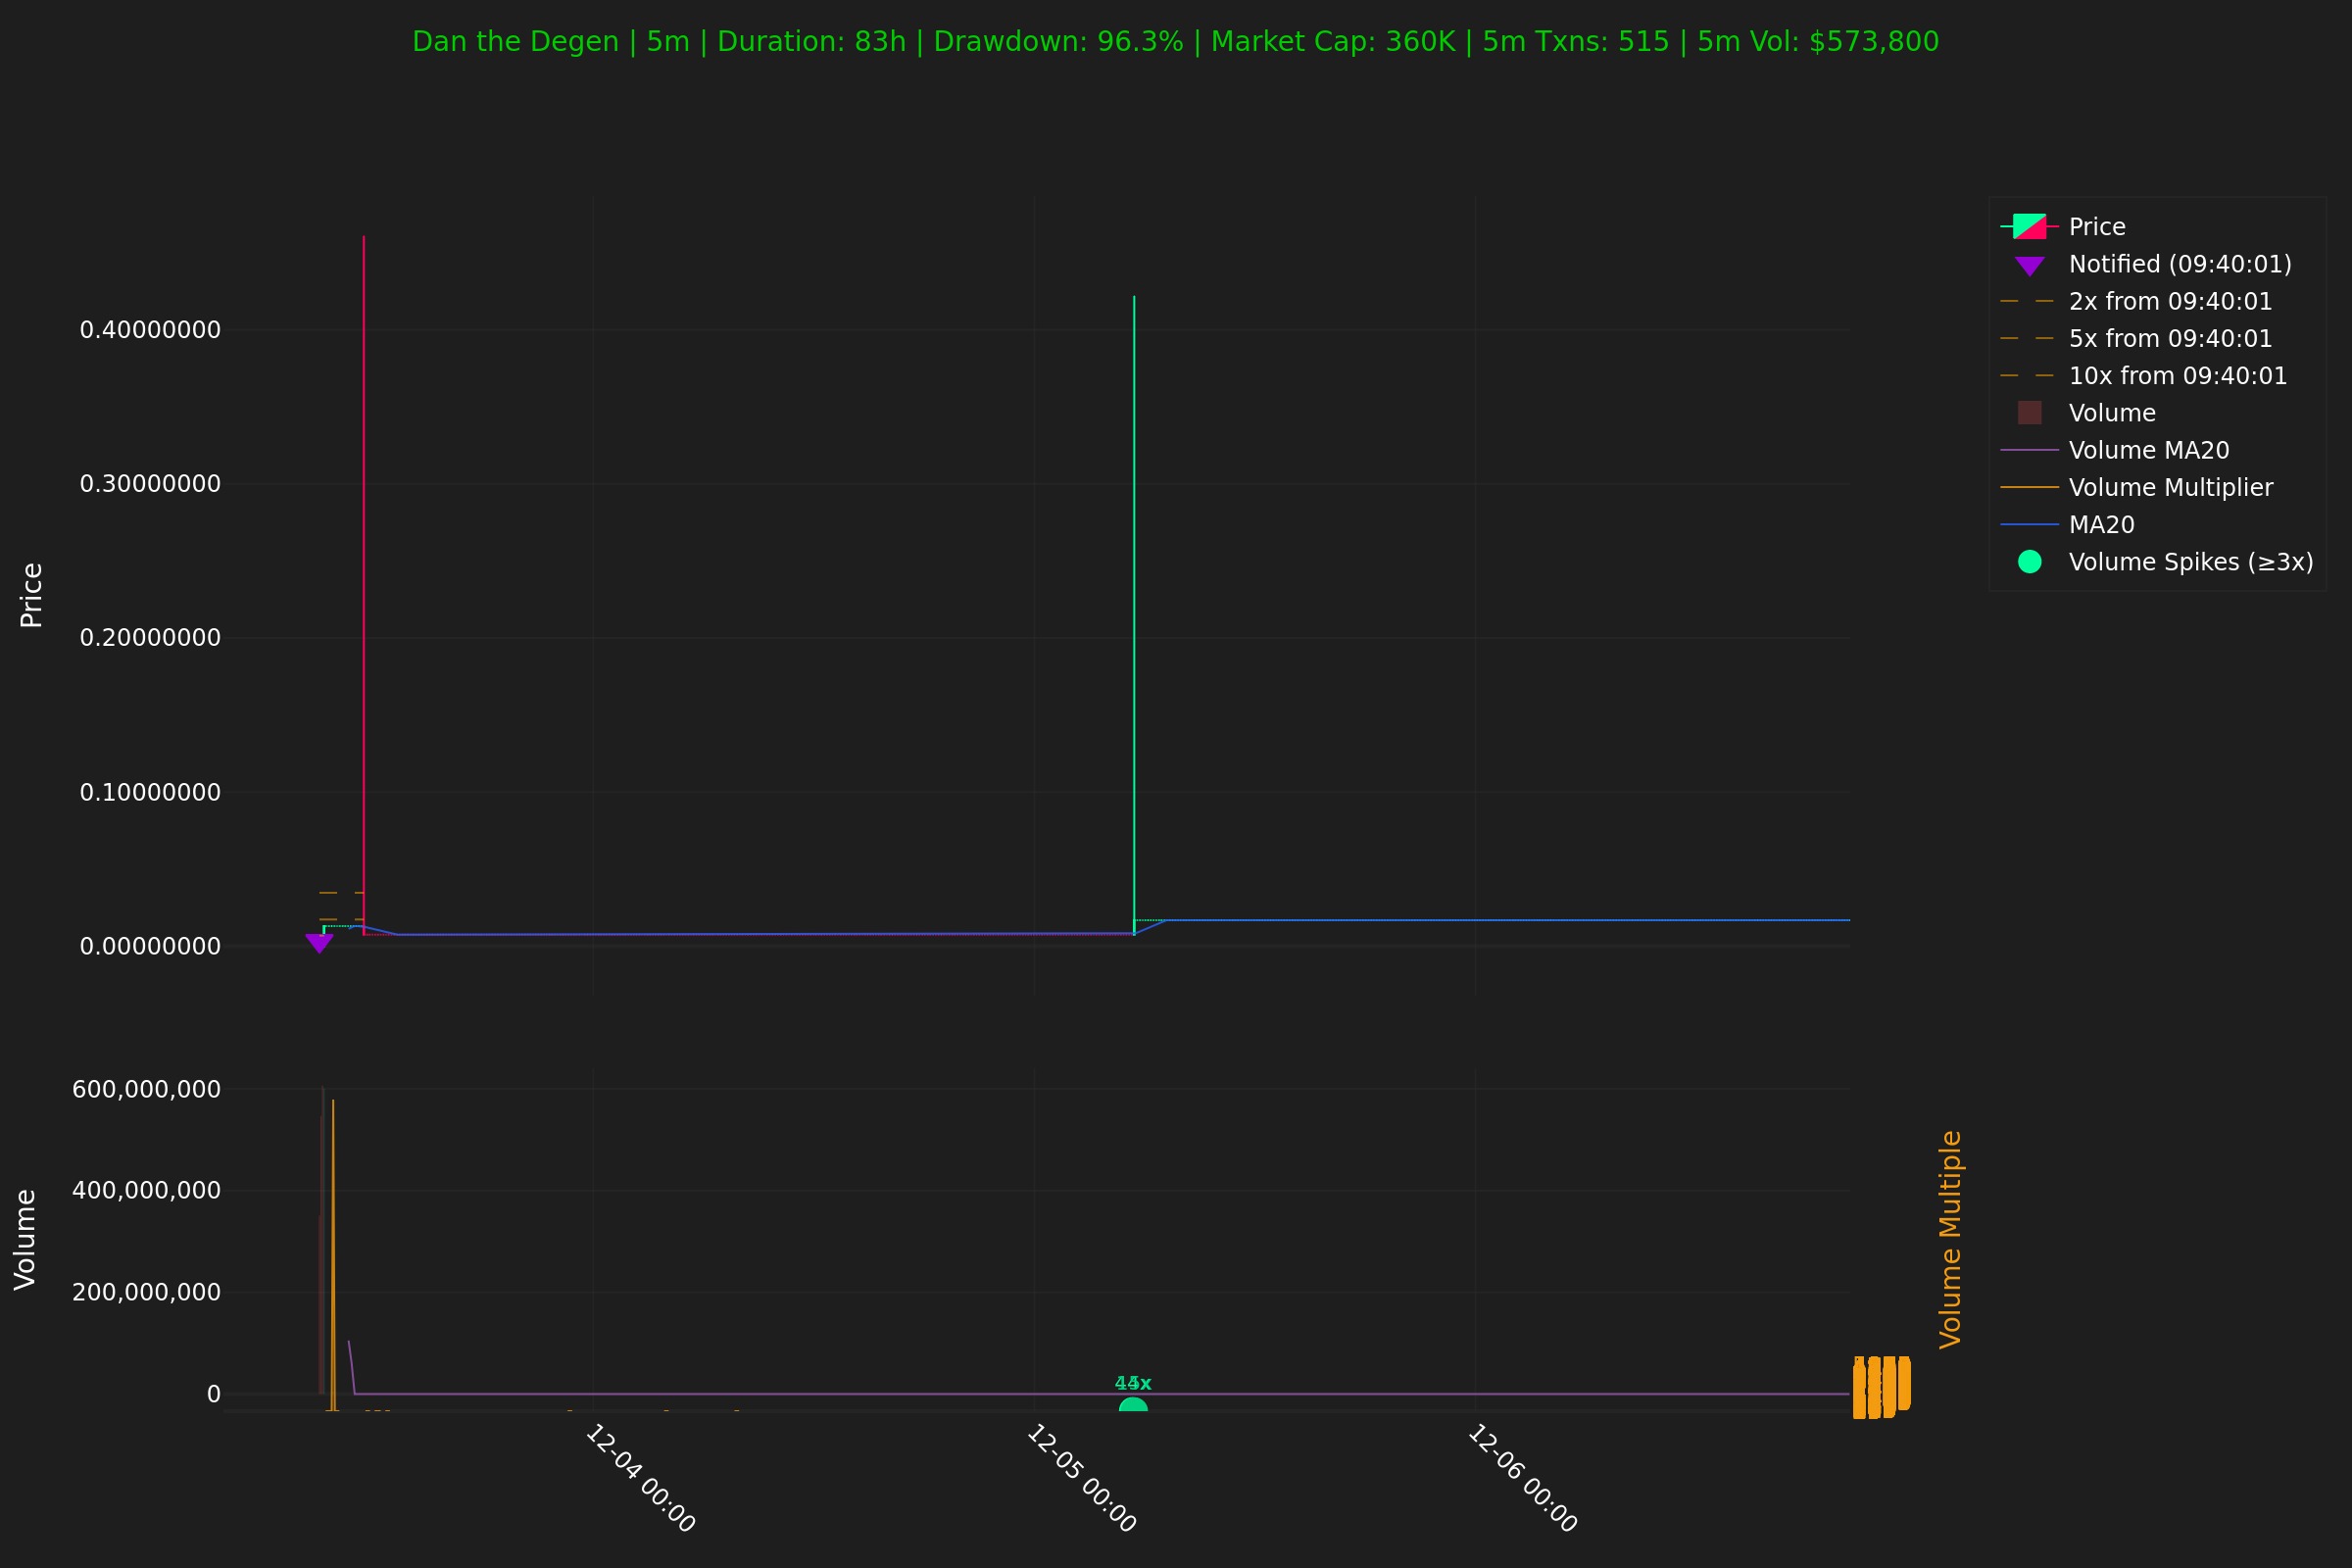 Dan the Degen | 5m | Duration: 83h | Drawdown: 96.3% | Market Cap: 360K | 5m Txns: 515 | 5m Vol: $573,800
Price
Notified (09:40:01)
2x from 09:40:01
5x from 09:40:01
10x from 09:40:01
Volume
Volume MA20
Volume Multiplier
MA20
Volume Spikes (≥3x)
Price
0.40000000
0.30000000
0.20000000
0.10000000
0.00000000
Volume
600,000,000
400,000,000
200,000,000
0
Volume Multiple
12-04 00:00
12-05 00:00
12-06 00:00